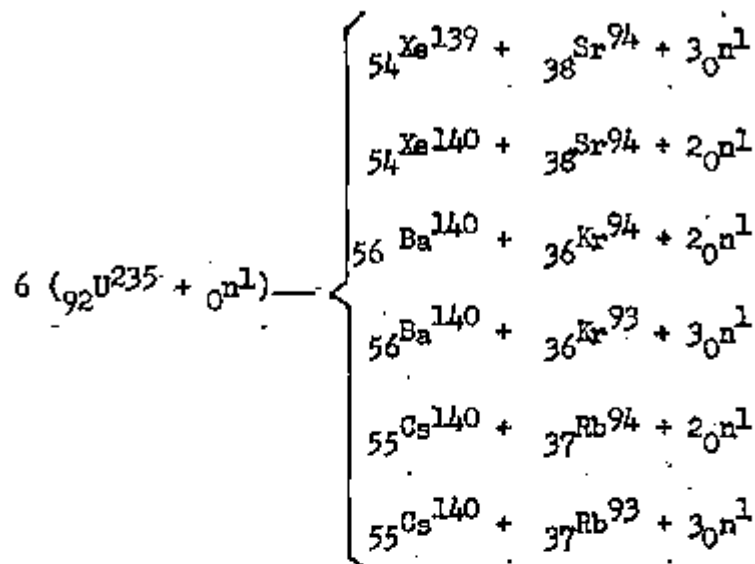 ₅₄Xe¹³⁹ + ₃₈Sr⁹⁴ + 3₀n¹
₅₄Xe¹⁴⁰ + ₃₈Sr⁹⁴ + 2₀n¹
₅₆Ba¹⁴⁰ + ₃₆Kr⁹⁴ + 2₀n¹
6 (₉₂U²³⁵ + ₀n¹)
₅₆Ba¹⁴⁰ + ₃₆Kr⁹³ + 3₀n¹
₅₅Cs¹⁴⁰ + ₃₇Rb⁹⁴ + 2₀n¹
₅₅Cs¹⁴⁰ + ₃₇Rb⁹³ + 3₀n¹